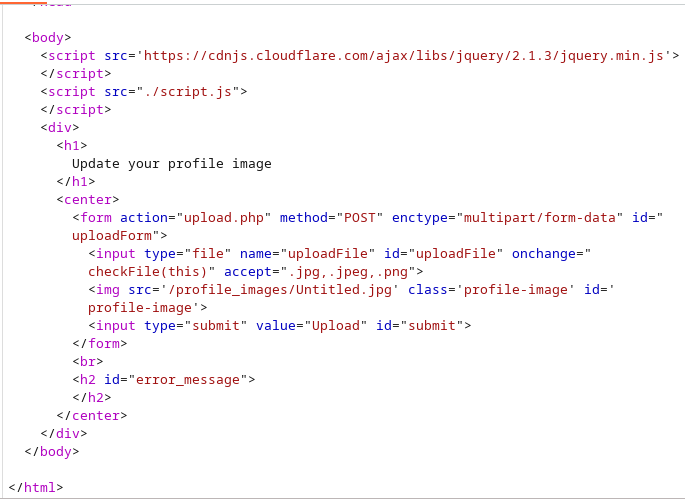 <body>
<script src='https://cdnjs.cloudflare.com/ajax/libs/jquery/2.1.3/jquery.min.js'>
</script>
<script src="./script.js">
</script>
<div>
<h1>
Update your profile image
</h1>
<center>
<form action="upload.php" method="POST" enctype="multipart/form-data" id="
uploadForm">
<input type="file" name="uploadFile" id="uploadFile" onchange="
checkFile(this)" accept=".jpg,.jpeg,.png">
<img src='/profile_images/Untitled.jpg' class='profile-image' id='
profile-image'>
<input type="submit" value="Upload" id="submit">
</form>
<br>
<h2 id="error_message">
</h2>
</center>
</div>
</body>
</html>